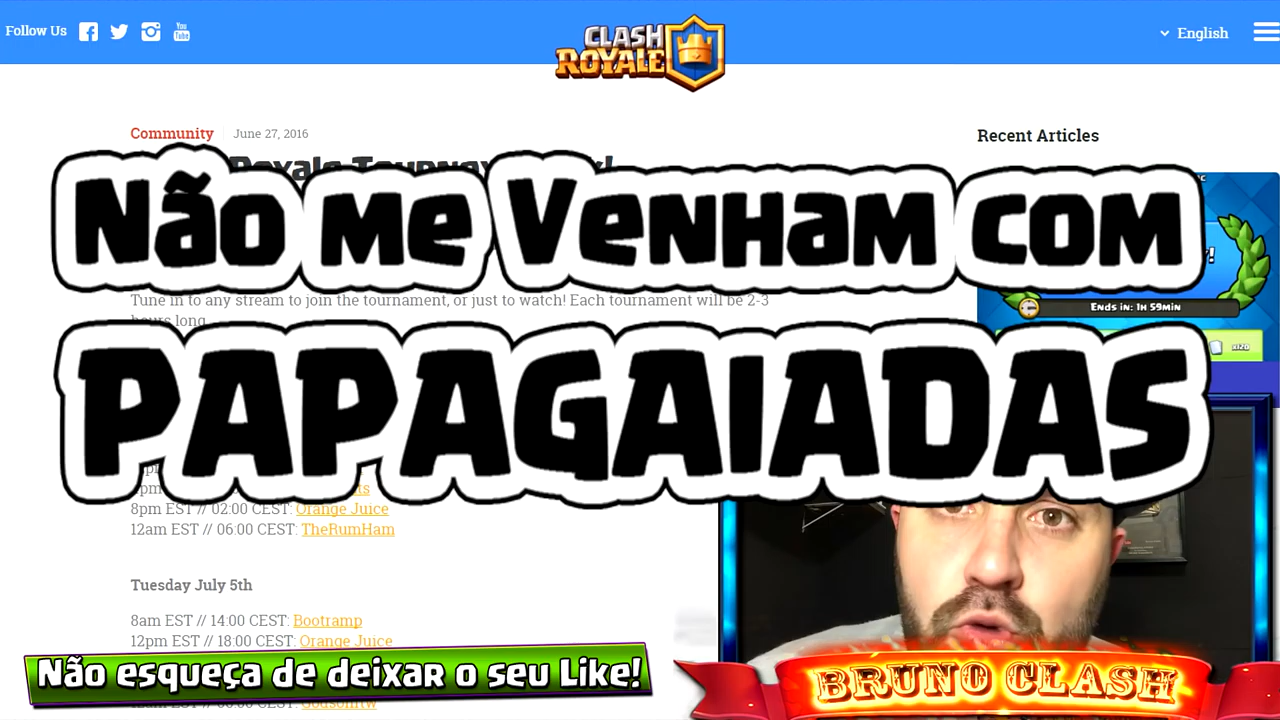 Follow Us
You
Tube
CLASH
ROYALE
English
Community
June 27, 2016
Recent Articles
Não me Venham com
Tune in to any stream to join the tournament, or just to watch! Each tournament will be 2-3
hours long
Ends in: 1H 59min
x120
PAPAGAIADAS
8pm EST // 02:00 CEST: Orange Juice
12am EST // 06:00 CEST: TheRumHam
Tuesday July 5th
8am EST // 14:00 CEST: Bootramp
12pm EST // 18:00 CEST: Orange Juice
Não esqueça de deixar o seu Like!
BRUNO CLASH